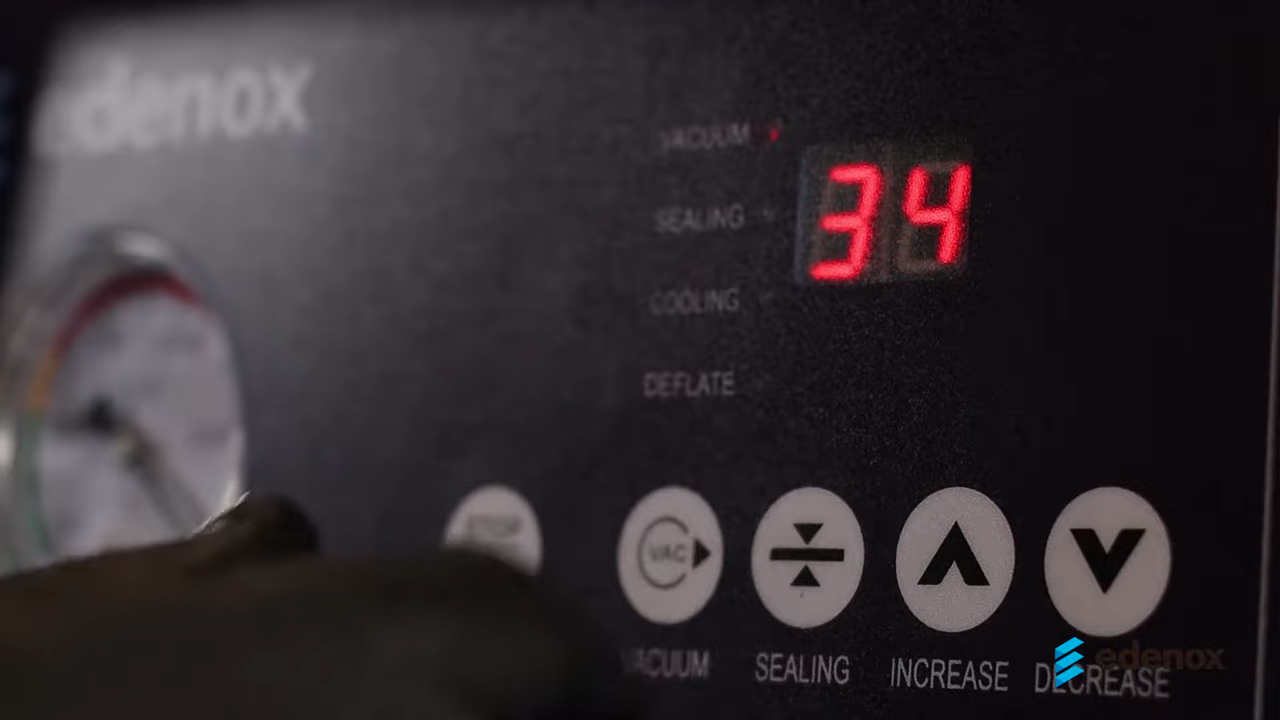 edenox
VACUUM
34
SEALING
COOLING
DEFLATE
STOP
VAC
VACUUM
SEALING
INCREASE
DECREASE
edenox